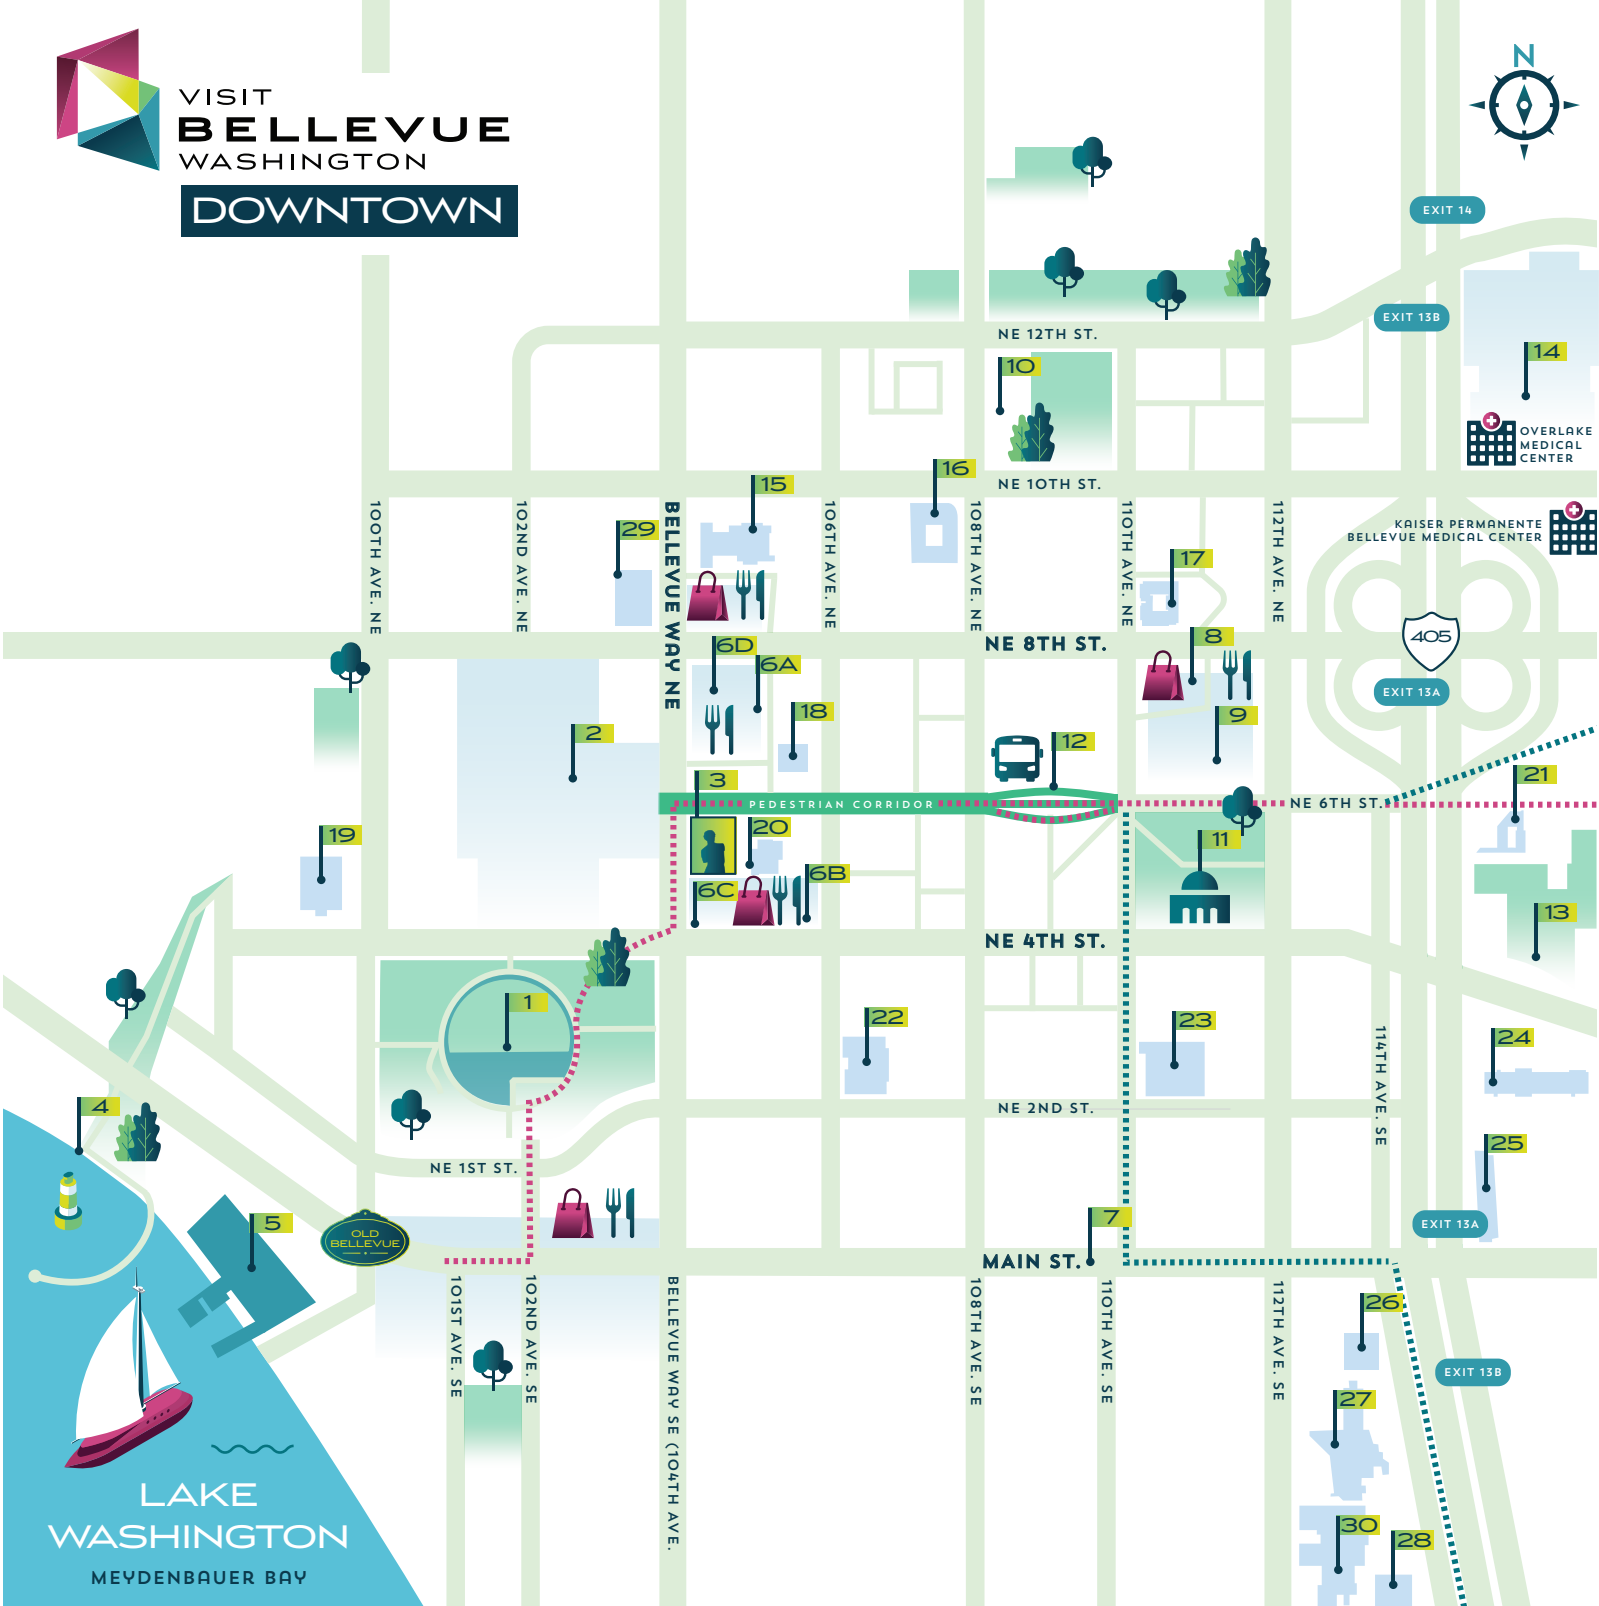 VISIT
BELLEVUE
WASHINGTON
DOWNTOWN
N
EXIT 14
EXIT 13B
NE 12TH ST.
14
10
OVERLAKE
MEDICAL
CENTER
16
15
NE 10TH ST.
100TH AVE. NE
102ND AVE. NE
BELLEVUE WAY NE
106TH AVE. NE
108TH AVE. NE
110TH AVE. NE
112TH AVE. NE
KAISER PERMANENTE
BELLEVUE MEDICAL CENTER
29
17
405
8
6D
NE 8TH ST.
6A
EXIT 13A
18
9
2
12
3
21
PEDESTRIAN CORRIDOR
NE 6TH ST.
19
20
11
6B
6C
13
NE 4TH ST.
1
22
23
24
114TH AVE. SE
4
NE 2ND ST.
25
NE 1ST ST.
5
7
EXIT 13A
OLD
BELLEVUE
MAIN ST.
101ST AVE. SE
102ND AVE. SE
BELLEVUE WAY SE (104TH AVE.
108TH AVE. SE
110TH AVE. SE
112TH AVE. SE
26
EXIT 13B
27
LAKE
WASHINGTON
MEYDENBAUER BAY
30
28